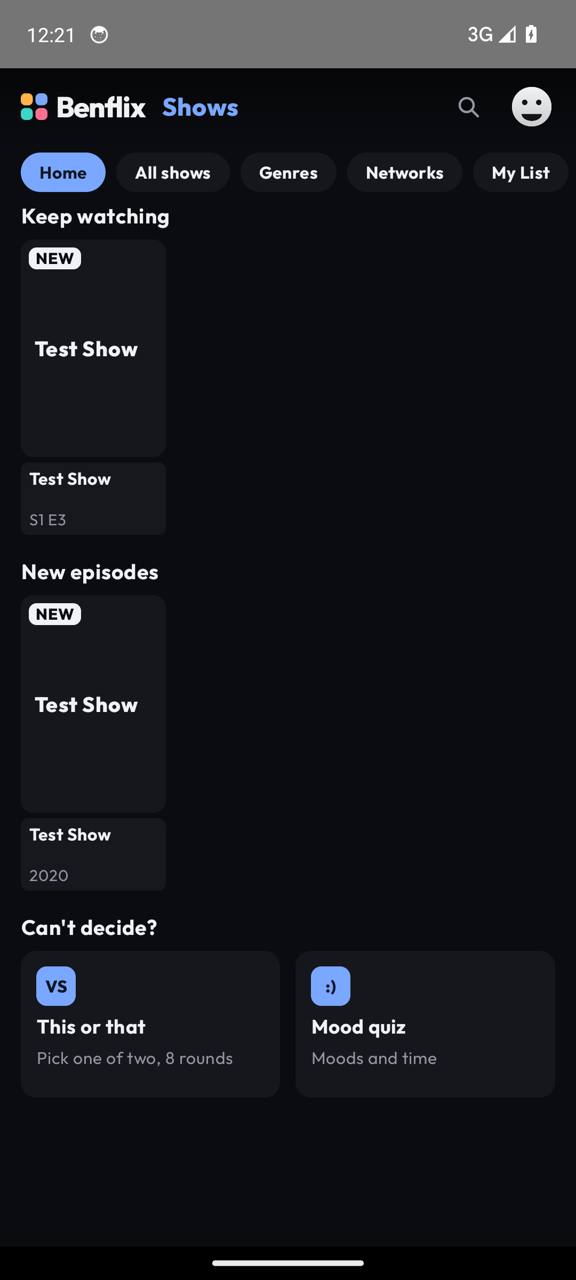 12:21
3G
Benflix Shows
Home
All shows
Genres
Networks
My List
Keep watching
NEW
Test Show
Test Show
S1 E3
New episodes
NEW
Test Show
Test Show
2020
Can't decide?
VS
This or that
Pick one of two, 8 rounds
:)
Mood quiz
Moods and time